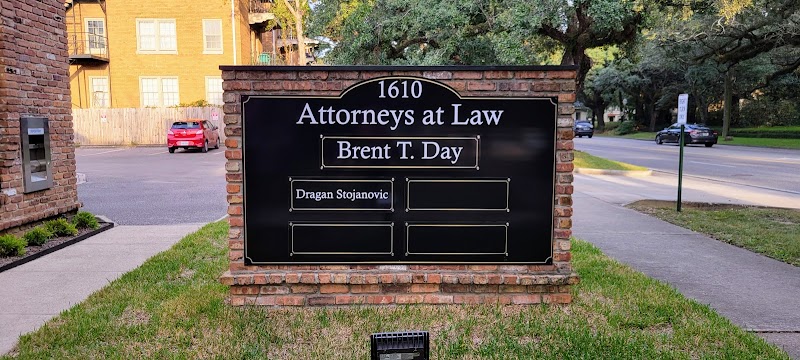 1610
Attorneys at Law
Brent T. Day
Dragan Stojanovic